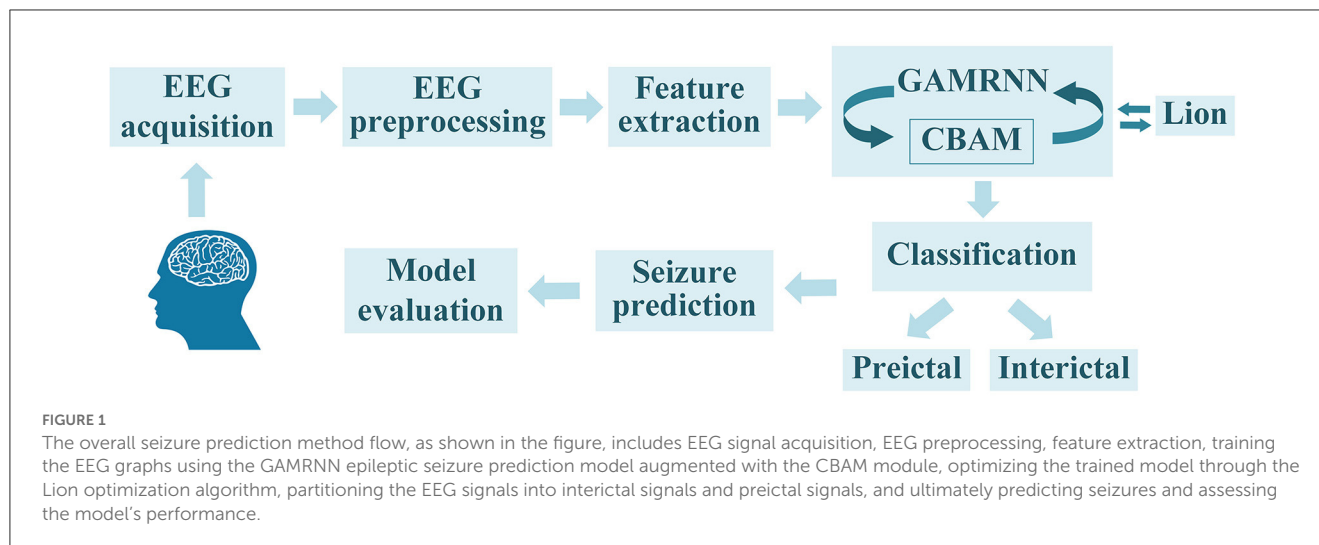 EEG
acquisition
EEG
preprocessing
Feature
extraction
GAMRNN
CBAM
Lion
Classification
Seizure
prediction
Model
evaluation
Preictal
Interictal
FIGURE 1
The overall seizure prediction method flow, as shown in the figure, includes EEG signal acquisition, EEG preprocessing, feature extraction, training
the EEG graphs using the GAMRNN epileptic seizure prediction model augmented with the CBAM module, optimizing the trained model through the
Lion optimization algorithm, partitioning the EEG signals into interictal signals and preictal signals, and ultimately predicting seizures and assessing
the model's performance.